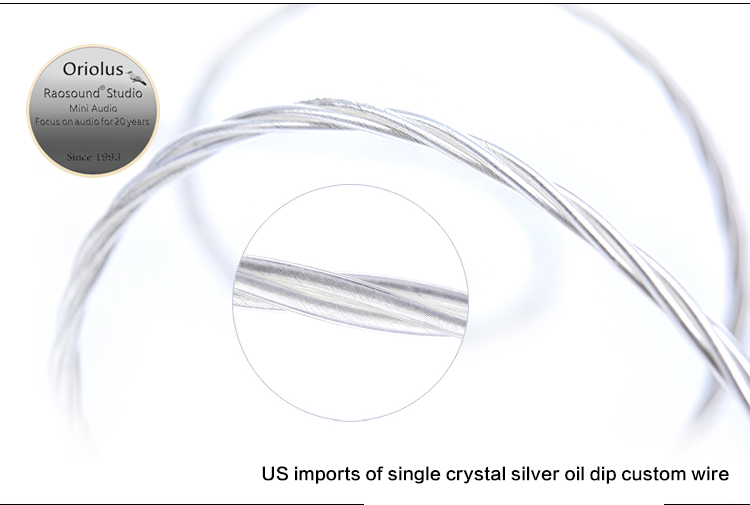 Oriolus
Raosound® Studio
Mini Audio
Focus on audio for 20 years
Since 1993
US imports of single crystal silver oil dip custom wire